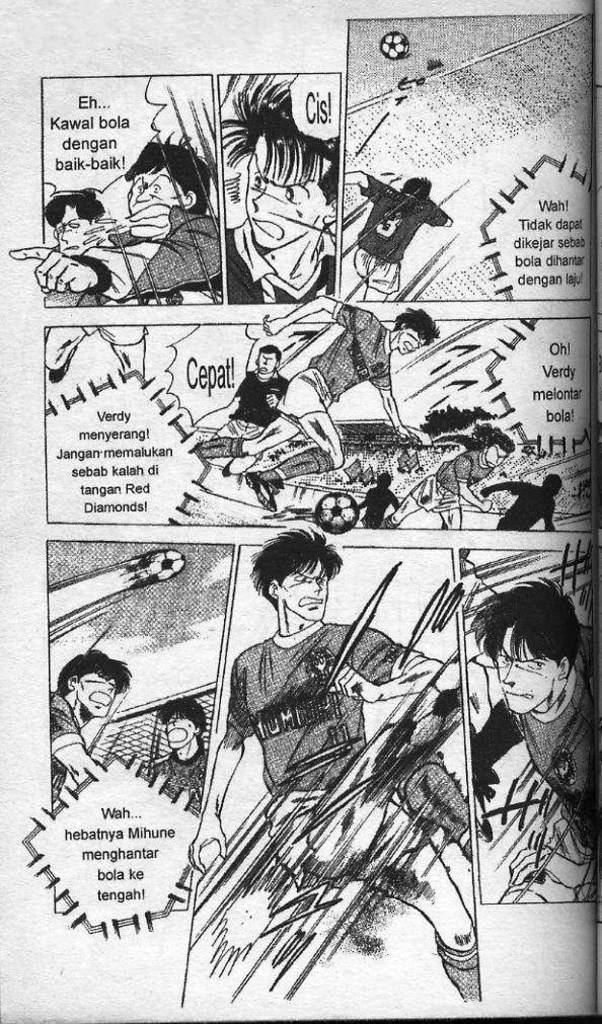 Wah!
Tidak dapat
dikejar sebab
bola dihantar
dengan laju!
Cis!
Eh...
Kawal bola
dengan
baik-baik!
Oh!
Verdy
melontar
bola!
Cepat!
Verdy
menyerang!
Jangan memalukan
sebab kalah di
tangan Red
Diamonds!
11
Wah...
hebatnya Mihune
menghantar
bola ke
tengah!